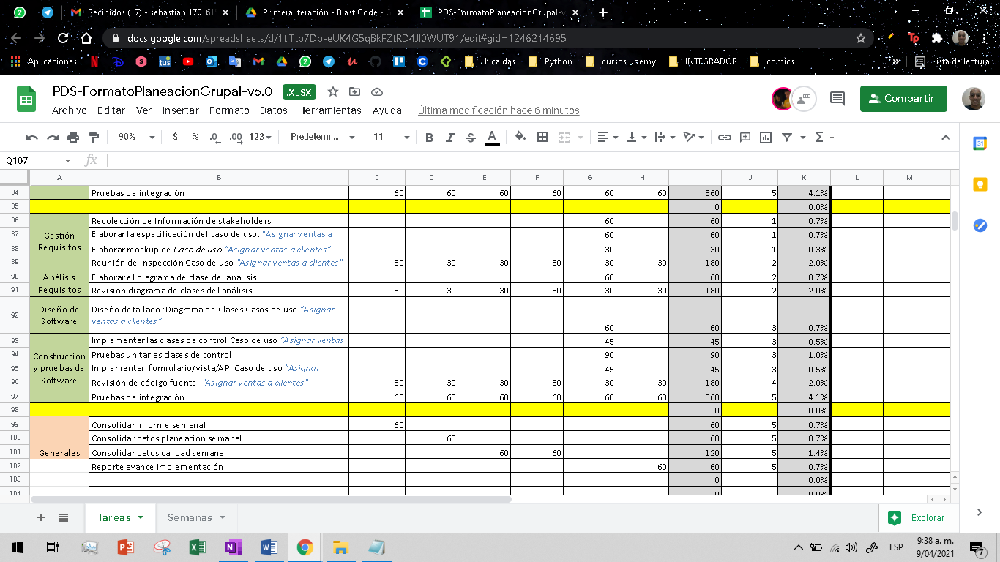 Recibidos (17) - sebastian.170161
Primera iteración - Blast Code - G
PDS-FormatoPlaneacionGrupal-v
docs.google.com/spreadsheets/d/1tiTtp7Db-eUK4G5qBkFZtRD4Jl0WUT91/edit#gid=1246214695
Aplicaciones
U: caldas
Python
cursos udemy
INTEGRADOR
comics
Lista de lectura
PDS-FormatoPlaneacionGrupal-v6.0 .XLSX
Archivo Editar Ver Insertar Formato Datos Herramientas Ayuda Última modificación hace 6 minutos
Compartir
90% $ % .0 .00 123 Predetermi... 11 B I S A
Q107 fx
A B C D E F G H I J K L M
84 Pruebas de integración 60 60 60 60 60 60 360 5 4.1%
85 0 0.0%
86 Recolección de Información de stakeholders 60 60 1 0.7%
87 Gestión Requisitos Elaborar la especificación del caso de uso: "Asignar ventas a 60 60 1 0.7%
88 Elaborar mockup de Caso de uso "Asignar ventas a clientes" 30 30 1 0.3%
89 Reunión de inspección Caso de uso "Asignar ventas a clientes" 30 30 30 30 30 30 180 2 2.0%
90 Análisis Requisitos Elaborar el diagrama de clase del análisis 60 60 2 0.7%
91 Revisión diagrama de clases del análisis 30 30 30 30 30 30 180 2 2.0%
92 Diseño de Software Diseño detallado :Diagrama de Clases Casos de uso "Asignar ventas a clientes" 60 60 3 0.7%
93 Implementar las clases de control Caso de uso "Asignar ventas 45 45 3 0.5%
94 Construcción y pruebas de Software Pruebas unitarias clases de control 90 90 3 1.0%
95 Implementar formulario/vista/API Caso de uso "Asignar 45 45 3 0.5%
96 Revisión de código fuente "Asignar ventas a clientes" 30 30 30 30 30 30 180 4 2.0%
97 Pruebas de integración 60 60 60 60 60 60 360 5 4.1%
98 0 0.0%
99 Consolidar informe semanal 60 60 5 0.7%
100 Consolidar datos planeación semanal 60 60 5 0.7%
101 Generales Consolidar datos calidad semanal 60 60 120 5 1.4%
102 Reporte avance implementación 60 60 5 0.7%
103 0 0.0%
104 0 0.0%
Tareas Semanas
Explorar
ESP
9:38 a. m.
9/04/2021
7